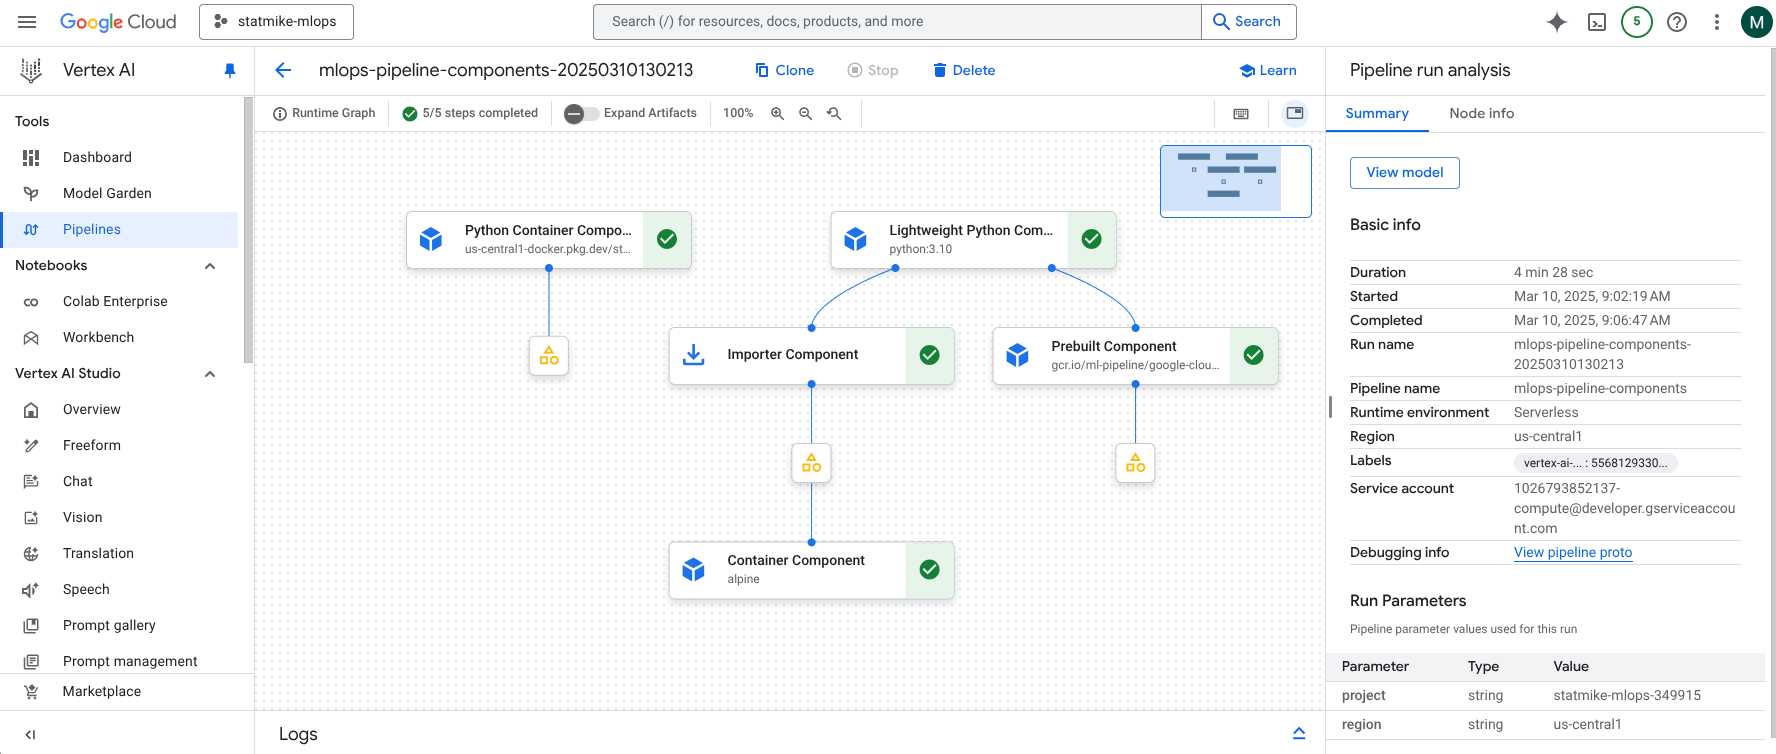 Google Cloud
statmike-mlops
Search (/) for resources, docs, products, and more
Search
5
M
Vertex AI
Tools
Dashboard
Model Garden
Pipelines
Notebooks
Colab Enterprise
Workbench
Vertex AI Studio
Overview
Freeform
Chat
Vision
Translation
Speech
Prompt gallery
Prompt management
Marketplace
mlops-pipeline-components-20250310130213
Clone
Stop
Delete
Learn
Runtime Graph
5/5 steps completed
Expand Artifacts
100%
Python Container Compo...
us-central1-docker.pkg.dev/st...
Lightweight Python Com...
python:3.10
Importer Component
Prebuilt Component
gcr.io/ml-pipeline/google-clou...
Container Component
alpine
Logs
Pipeline run analysis
Summary
Node info
View model
Basic info
Duration 4 min 28 sec
Started Mar 10, 2025, 9:02:19 AM
Completed Mar 10, 2025, 9:06:47 AM
Run name mlops-pipeline-components-
20250310130213
Pipeline name mlops-pipeline-components
Runtime environment Serverless
Region us-central1
Labels vertex-ai-... : 5568129330...
Service account 1026793852137-
compute@developer.gserviceaccou
nt.com
Debugging info View pipeline proto
Run Parameters
Pipeline parameter values used for this run
Parameter Type Value
project string statmike-mlops-349915
region string us-central1